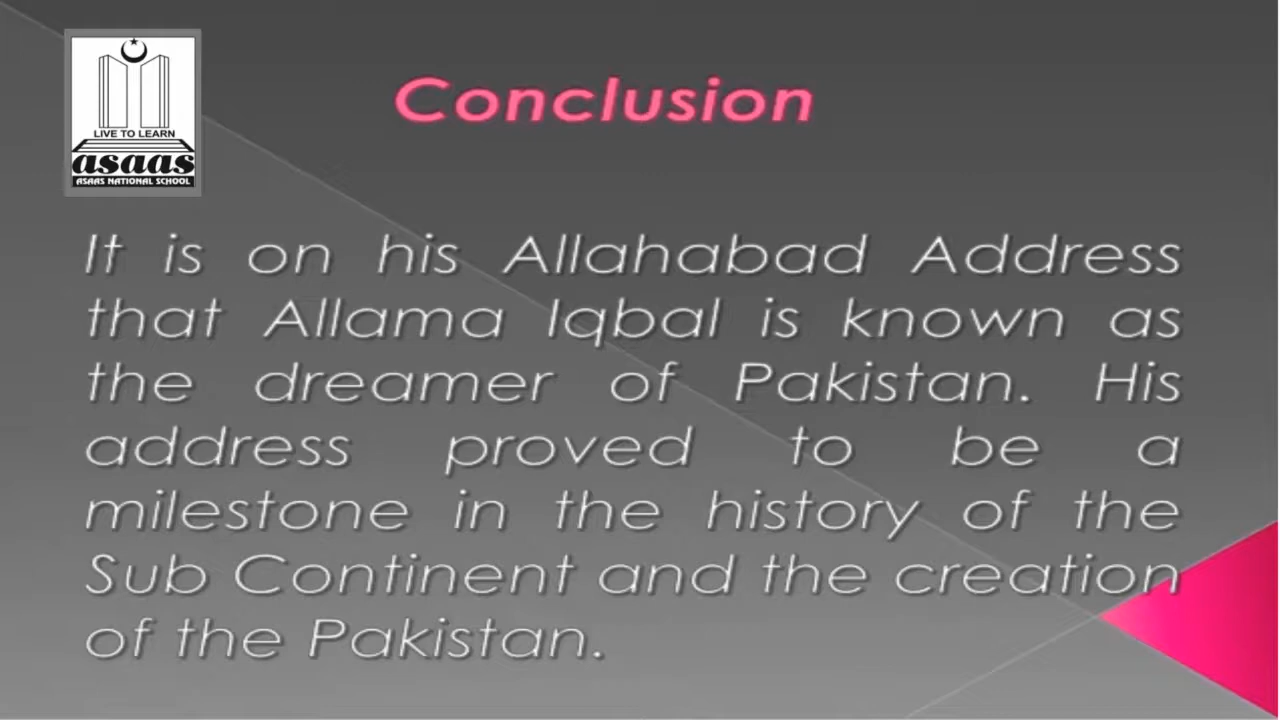 LIVE TO LEARN
asaas
ASAAS NATIONAL SCHOOL
Conclusion
It is on his Allahabad Address
that Allama Iqbal is known as
the dreamer of Pakistan. His
address proved to be a
milestone in the history of the
Sub Continent and the creation
of the Pakistan.